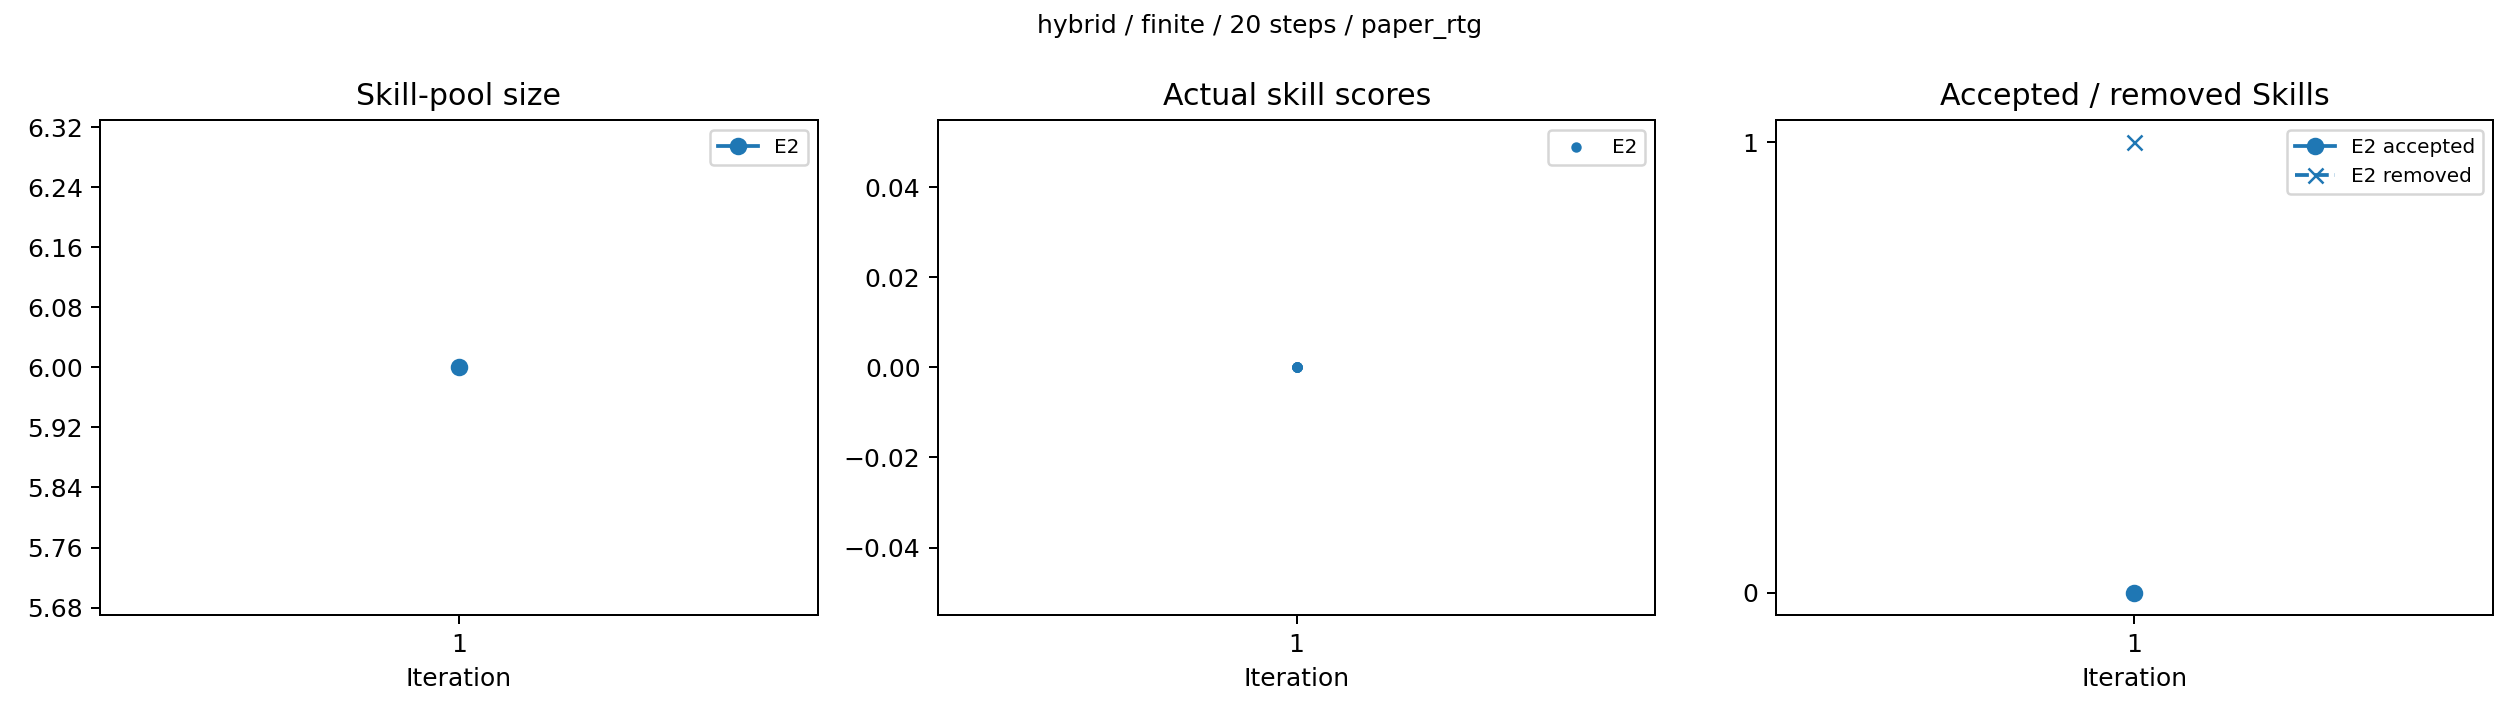 hybrid / finite / 20 steps / paper_rtg
Skill-pool size
6.32
6.24
6.16
6.08
6.00
5.92
5.84
5.76
5.68
E2
1
Iteration
Actual skill scores
0.04
0.02
0.00
−0.02
−0.04
E2
1
Iteration
Accepted / removed Skills
1
0
E2 accepted
E2 removed
1
Iteration